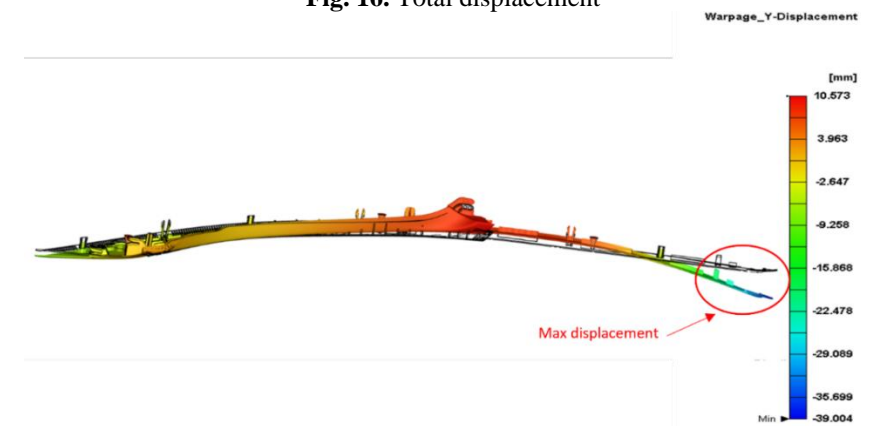 Fig. 16. Total displacement
Warpage_Y-Displacement
[mm]
10.573
3.963
-2.647
-9.258
-15.868
-22.478
-29.089
-35.699
Min -39.004
Max displacement